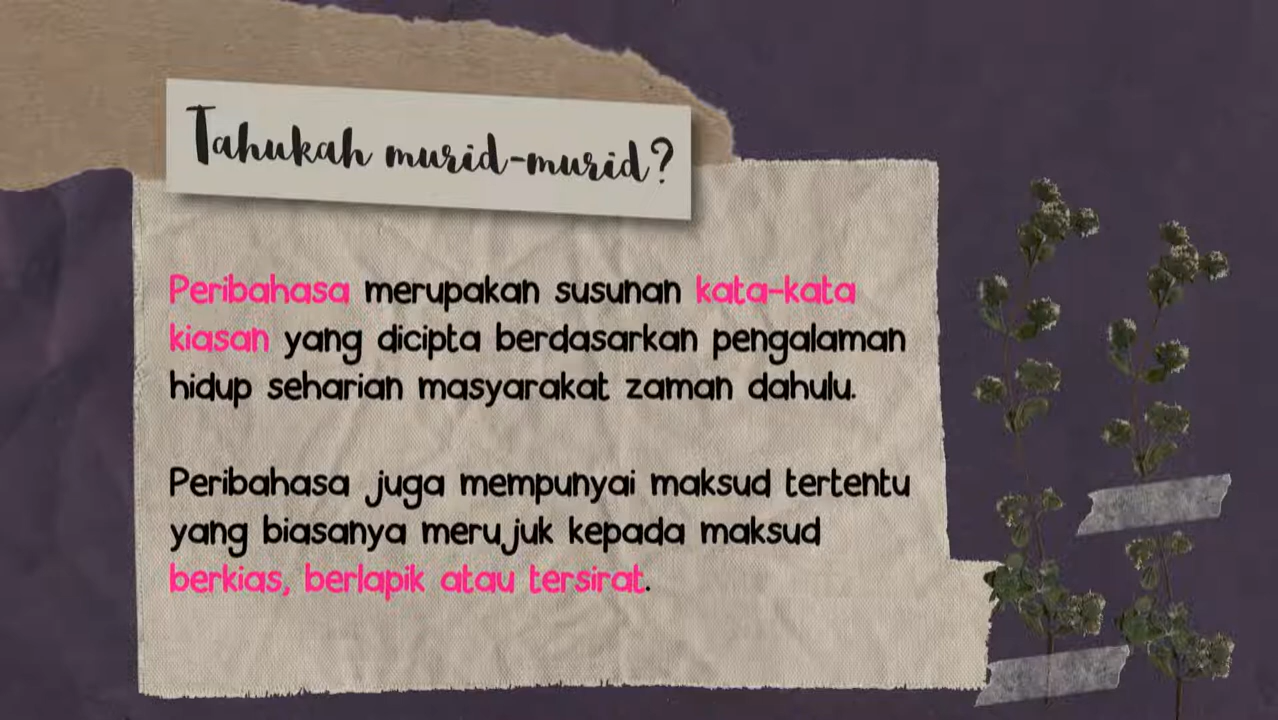 Tahukah murid-murid?
Peribahasa merupakan susunan kata-kata
kiasan yang dicipta berdasarkan pengalaman
hidup seharian masyarakat zaman dahulu.
Peribahasa juga mempunyai maksud tertentu
yang biasanya merujuk kepada maksud
berkias, berlapik atau tersirat.